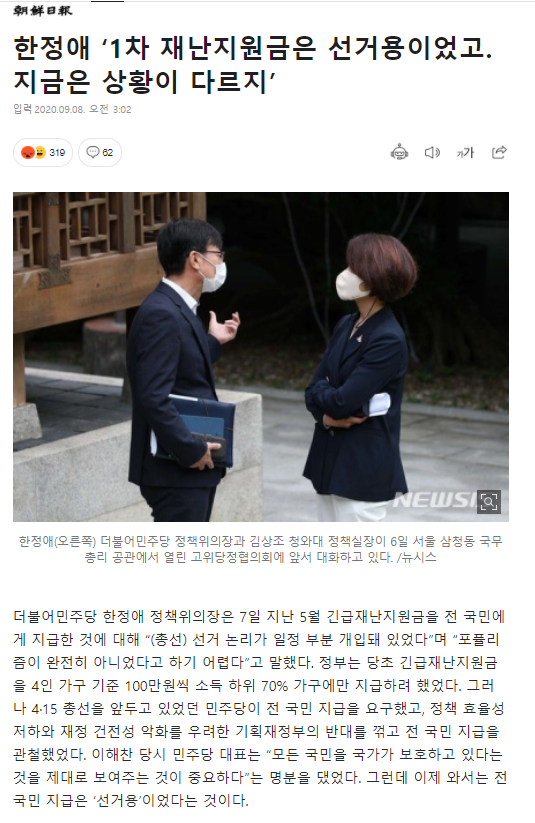 朝鮮日報
한정애 ‘1차 재난지원금은 선거용이었고.
지금은 상황이 다르지’
입력 2020.09.08. 오전 3:02
319
62
가가
NEWSI
한정애(오른쪽) 더불어민주당 정책위의장과 김상조 청와대 정책실장이 6일 서울 삼청동 국무
총리 공관에서 열린 고위당정협의회에 앞서 대화하고 있다. /뉴시스
더불어민주당 한정애 정책위의장은 7일 지난 5월 긴급재난지원금을 전 국민에
게 지급한 것에 대해 “(총선) 선거 논리가 일정 부분 개입돼 있었다”며 “포퓰리
즘이 완전히 아니었다고 하기 어렵다”고 말했다. 정부는 당초 긴급재난지원금
을 4인 가구 기준 100만원씩 소득 하위 70% 가구에만 지급하려 했었다. 그러
나 4·15 총선을 앞두고 있었던 민주당이 전 국민 지급을 요구했고, 정책 효율성
저하와 재정 건전성 악화를 우려한 기획재정부의 반대를 꺾고 전 국민 지급을
관철했었다. 이해찬 당시 민주당 대표는 “모든 국민을 국가가 보호하고 있다는
것을 제대로 보여주는 것이 중요하다”는 명분을 댔었다. 그런데 이제 와서는 전
국민 지급은 ‘선거용’이었다는 것이다.